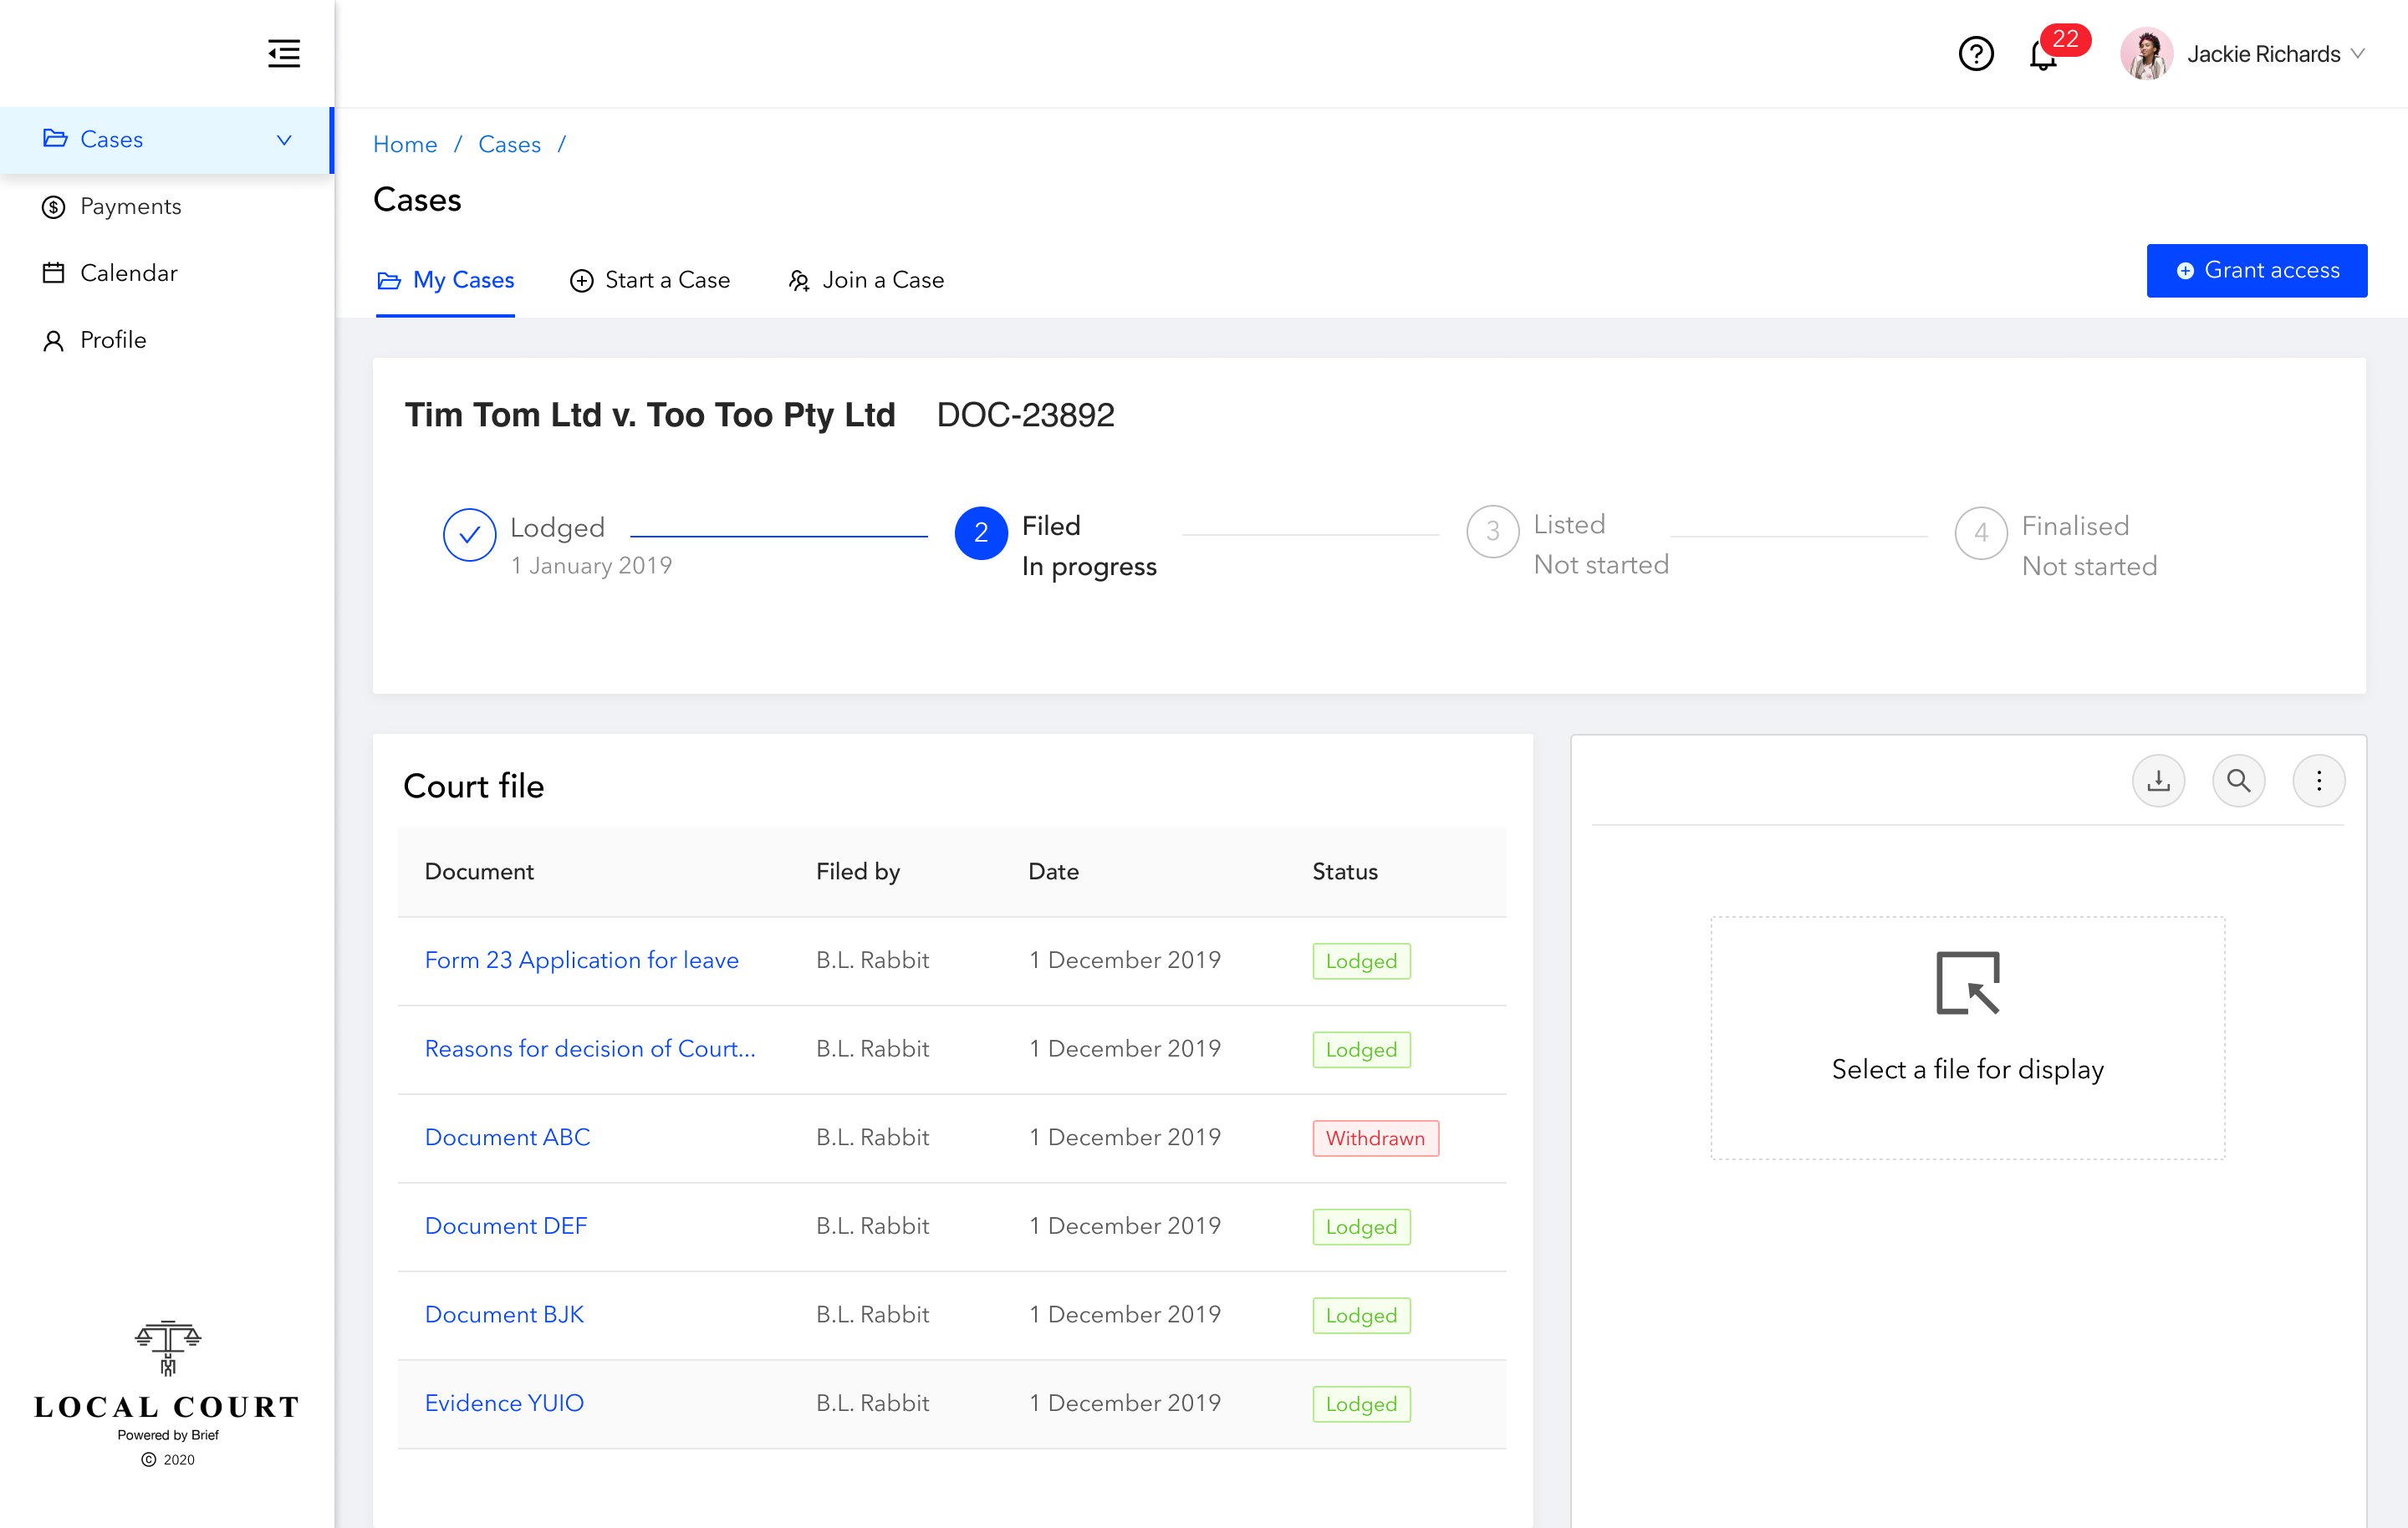 22
Jackie Richards
Cases
Payments
Calendar
Profile
Home / Cases /
Cases
My Cases
Start a Case
Join a Case
Grant access
Tim Tom Ltd v. Too Too Pty Ltd DOC-23892
Lodged
1 January 2019
2
Filed
In progress
3
Listed
Not started
4
Finalised
Not started
Court file
Document Filed by Date Status
Form 23 Application for leave B.L. Rabbit 1 December 2019 Lodged
Reasons for decision of Court... B.L. Rabbit 1 December 2019 Lodged
Document ABC B.L. Rabbit 1 December 2019 Withdrawn
Document DEF B.L. Rabbit 1 December 2019 Lodged
Document BJK B.L. Rabbit 1 December 2019 Lodged
Evidence YUIO B.L. Rabbit 1 December 2019 Lodged
Select a file for display
LOCAL COURT
Powered by Brief
© 2020